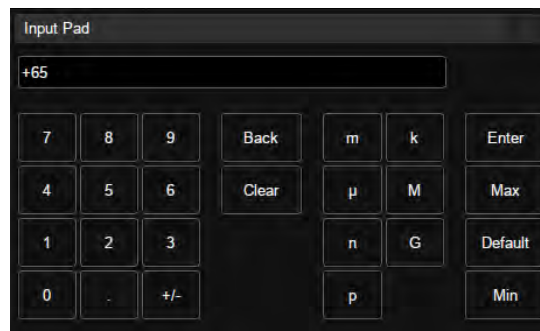 Input Pad
+65
7 8 9 Back m k Enter
4 5 6 Clear µ M Max
1 2 3 n G Default
0 . +/- p Min